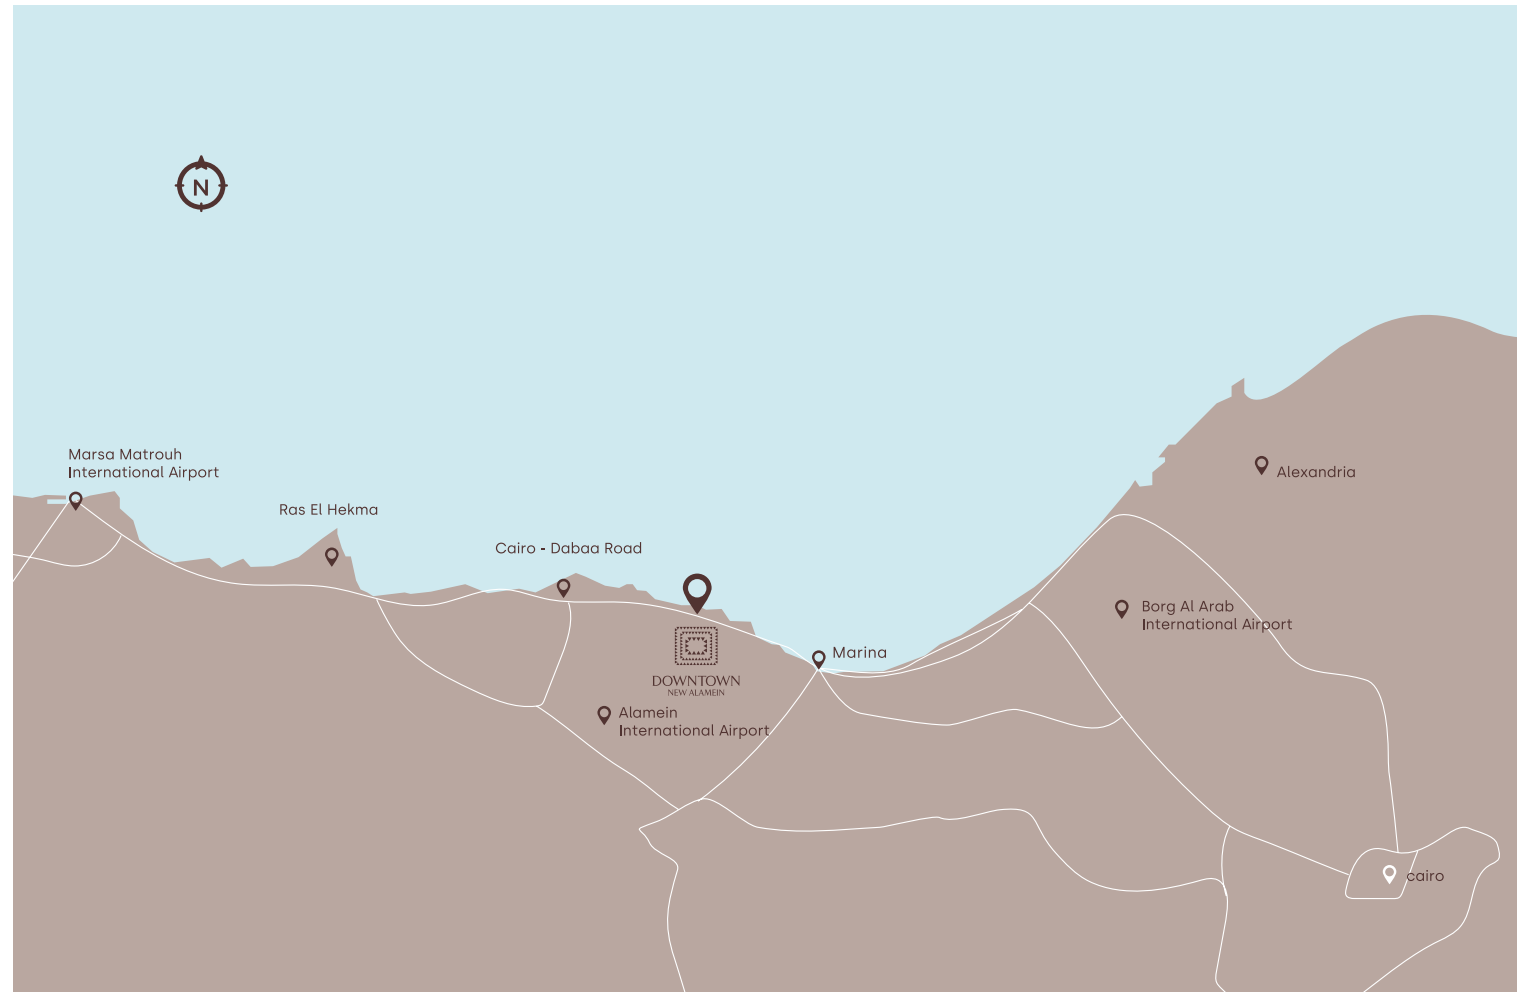 N
Marsa Matrouh
International Airport
Ras El Hekma
Cairo - Dabaa Road
Alexandria
Borg Al Arab
International Airport
Marina
DOWNTOWN
NEW ALAMEIN
Alamein
International Airport
cairo